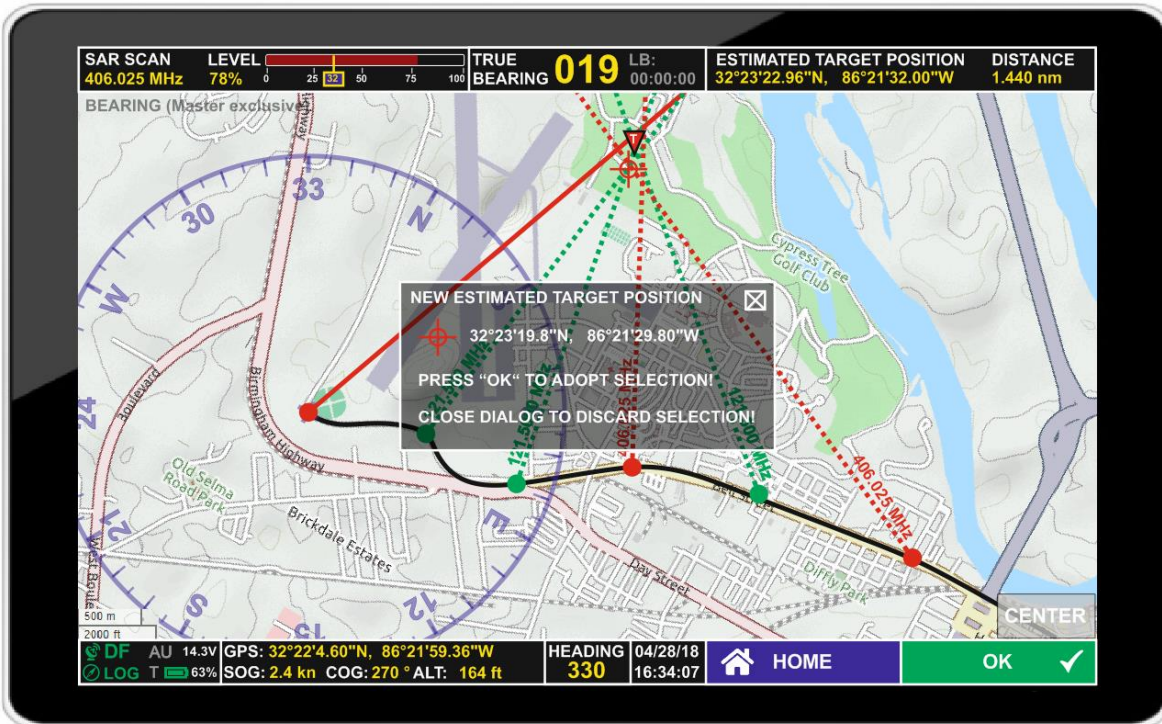 SAR SCAN
406.025 MHz
LEVEL
78%
0 25 32 50 75 100
TRUE
BEARING 019
LB:
00:00:00
ESTIMATED TARGET POSITION
32°23'22.96"N, 86°21'32.00"W
DISTANCE
1.440 nm
BEARING (Master exclusive)
33
N
30
W
24
21
S
15
12
E
T
Cypress Tree
Golf Club
NEW ESTIMATED TARGET POSITION
32°23'19.8"N, 86°21'29.80"W
PRESS “OK“ TO ADOPT SELECTION!
CLOSE DIALOG TO DISCARD SELECTION!
406.025 MHz
Boulevard
Birmingham Highway
Old Selma
Road Park
Brickdale Estates
Day Street
Diffly Park
500 m
2000 ft
CENTER
DF AU 14.3V
LOG T 63%
GPS: 32°22'4.60"N, 86°21'59.36"W
SOG: 2.4 kn COG: 270 ° ALT: 164 ft
HEADING
330
04/28/18
16:34:07
HOME
OK